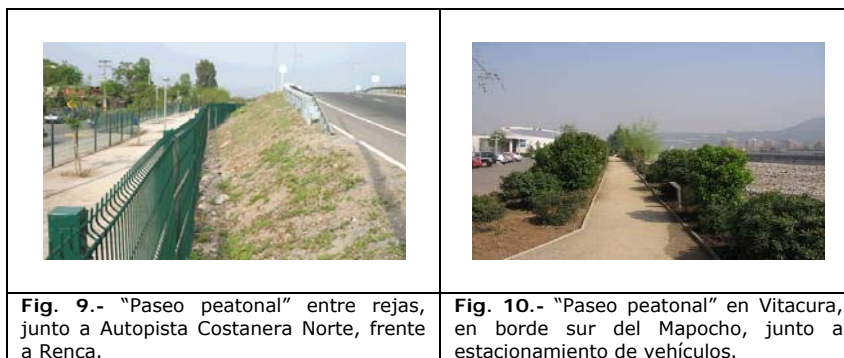 Fig. 9.- "Paseo peatonal" entre rejas,
junto a Autopista Costanera Norte, frente
a Renca.
Fig. 10.- "Paseo peatonal" en Vitacura,
en borde sur del Mapocho, junto a
estacionamiento de vehículos.